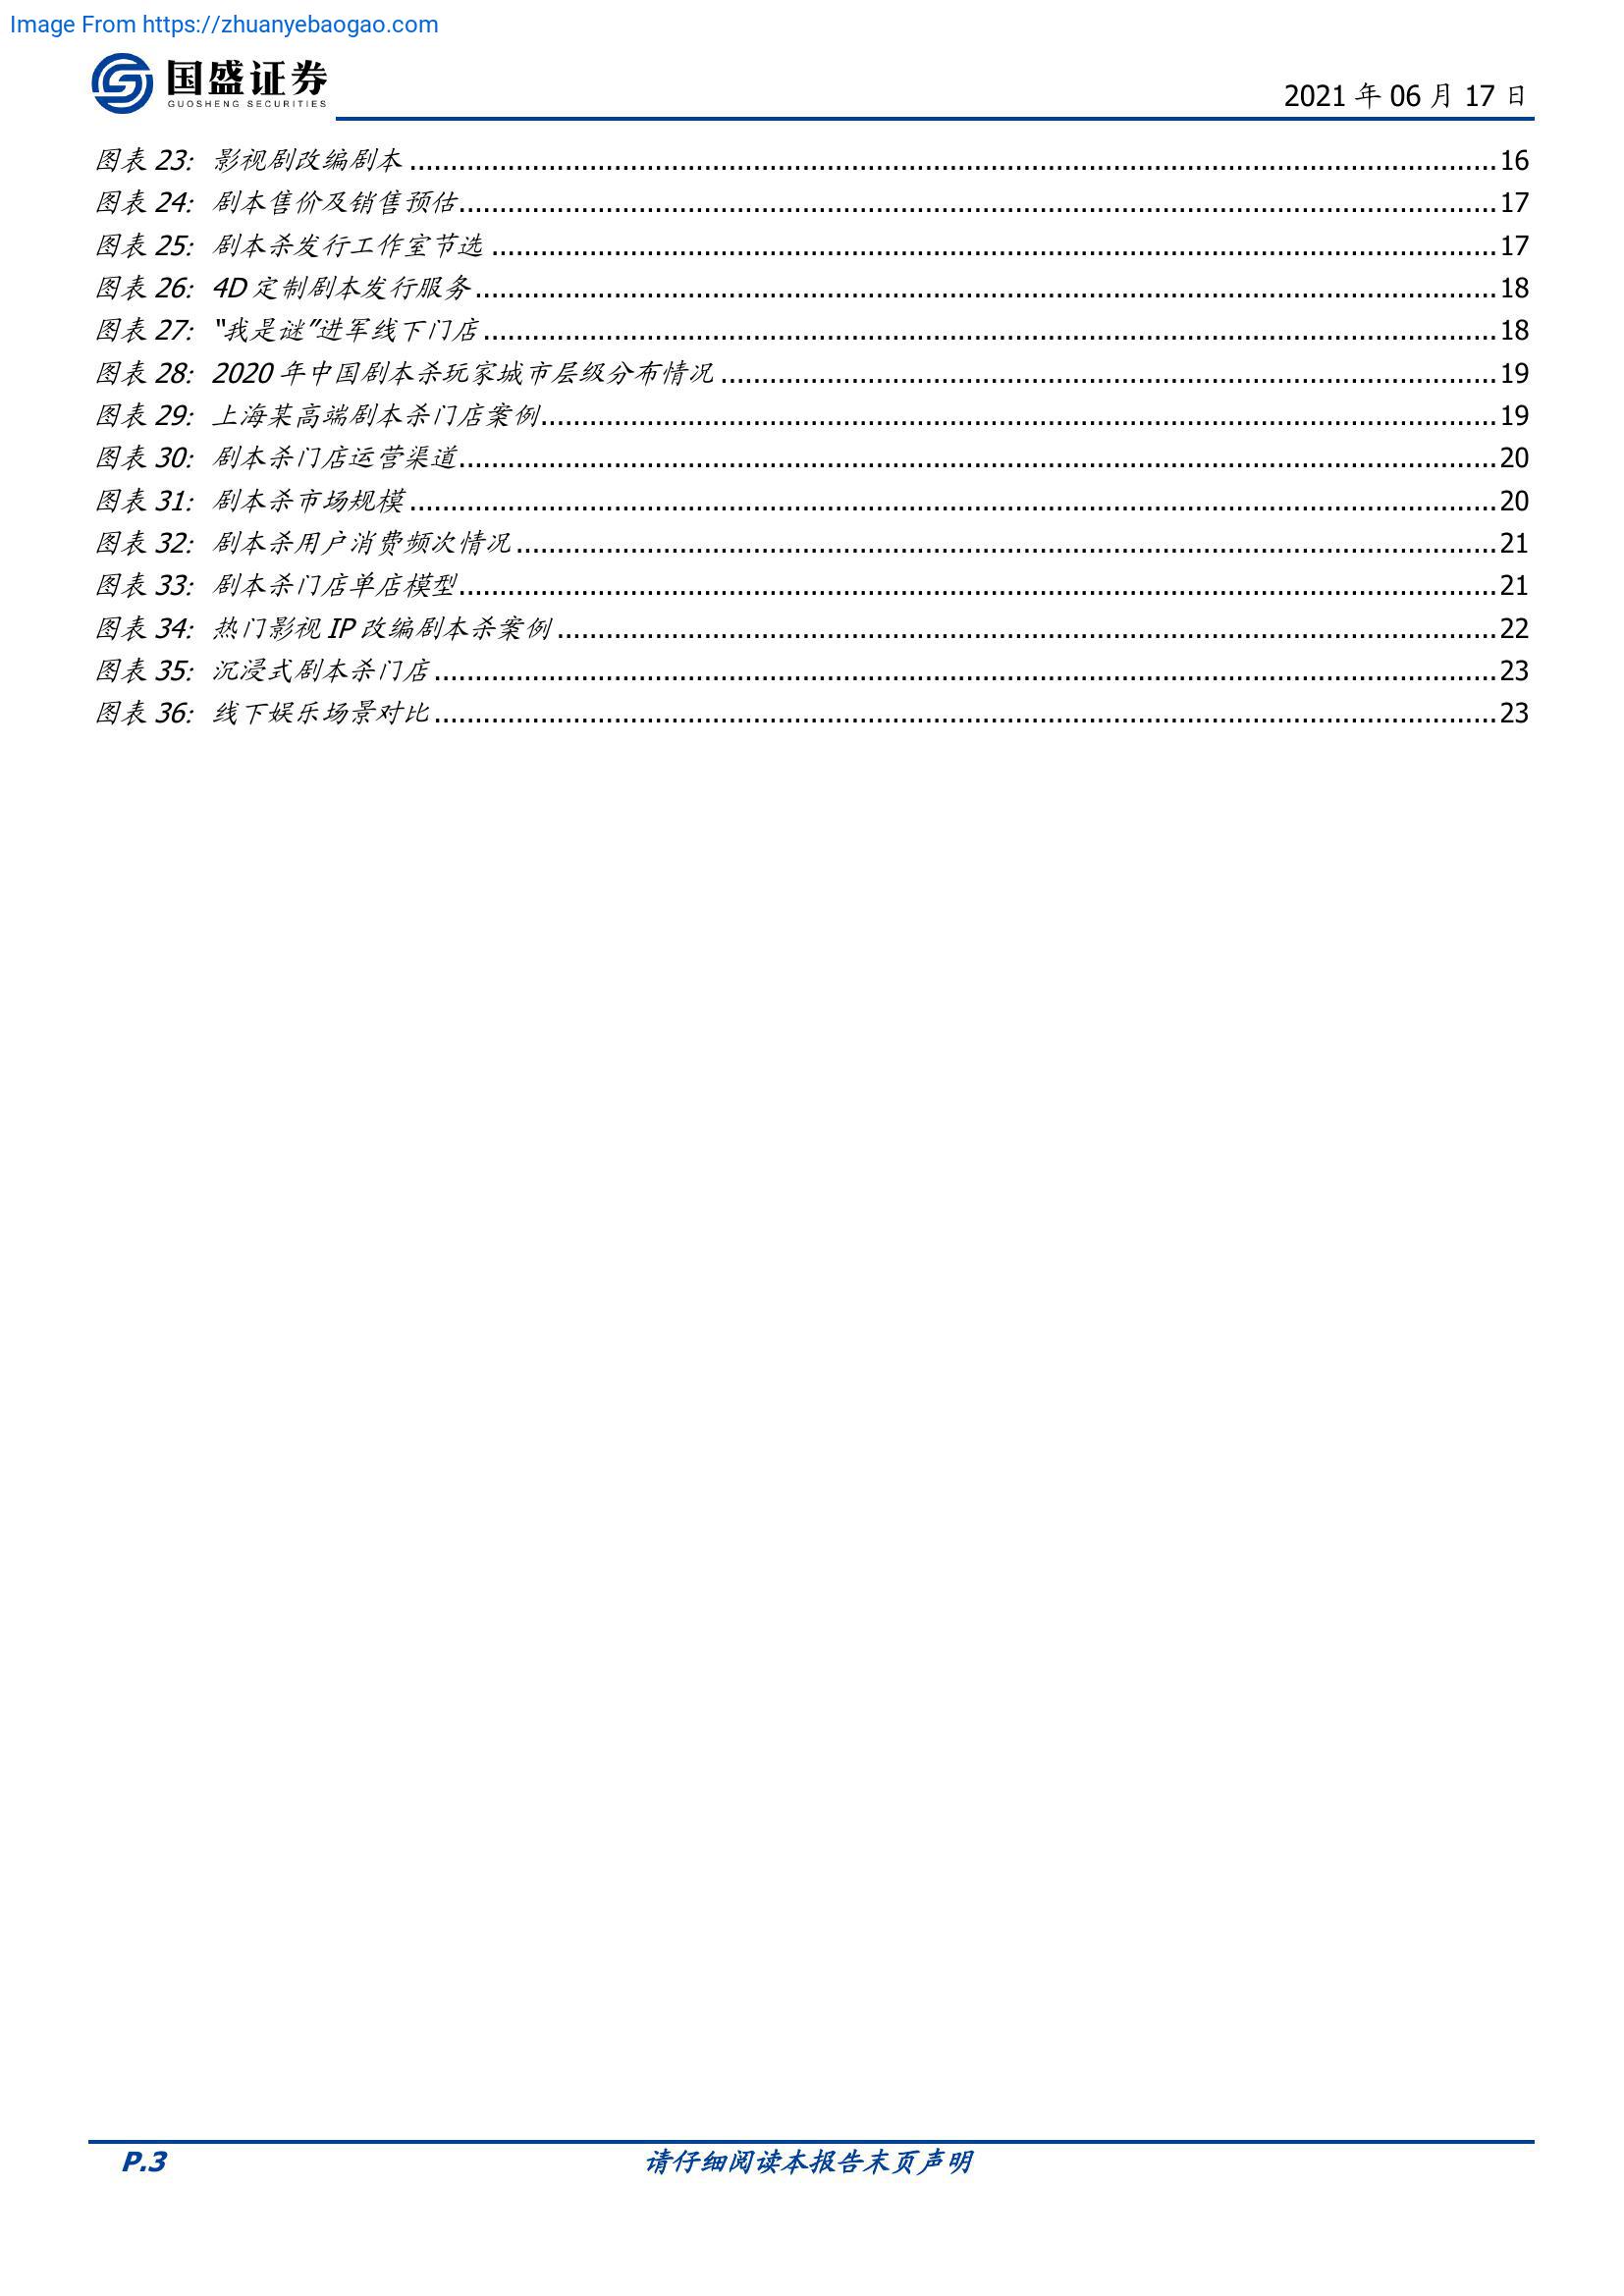 Image From https://zhuanyebaogao.com
国盛证券
GUOSHENG SECURITIES
2021 年 06 月 17 日
图表 23: 影视剧改编剧本 ........................................ 16
图表 24: 剧本售价及销售预估 ........................................ 17
图表 25: 剧本杀发行工作室节选 ........................................ 17
图表 26: 4D 定制剧本发行服务 ........................................ 18
图表 27: “我是谜”进军线下门店 ........................................ 18
图表 28: 2020 年中国剧本杀玩家城市层级分布情况 ........................................ 19
图表 29: 上海某高端剧本杀门店案例 ........................................ 19
图表 30: 剧本杀门店运营渠道 ........................................ 20
图表 31: 剧本杀市场规模 ........................................ 20
图表 32: 剧本杀用户消费频次情况 ........................................ 21
图表 33: 剧本杀门店单店模型 ........................................ 21
图表 34: 热门影视 IP 改编剧本杀案例 ........................................ 22
图表 35: 沉浸式剧本杀门店 ........................................ 23
图表 36: 线下娱乐场景对比 ........................................ 23
P.3
请仔细阅读本报告末页声明